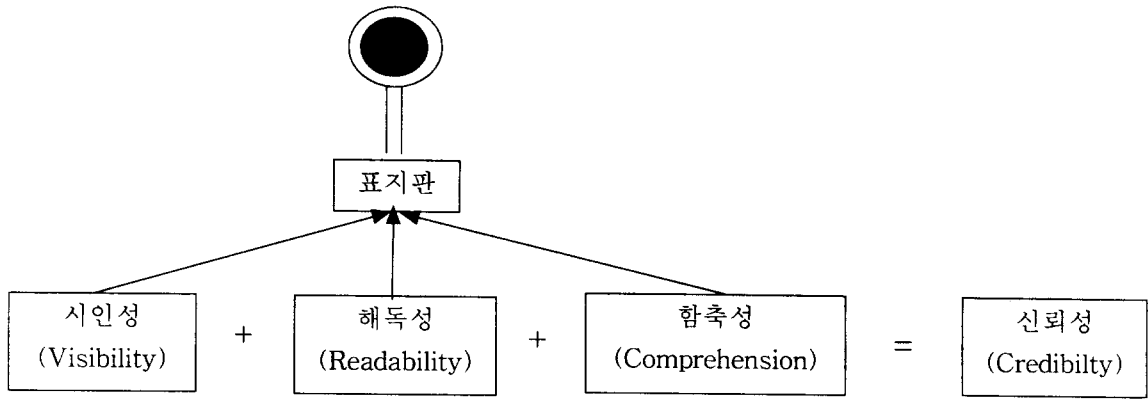 표지판
시인성
(Visibility)
+
해독성
(Readability)
+
함축성
(Comprehension)
=
신뢰성
(Credibilty)